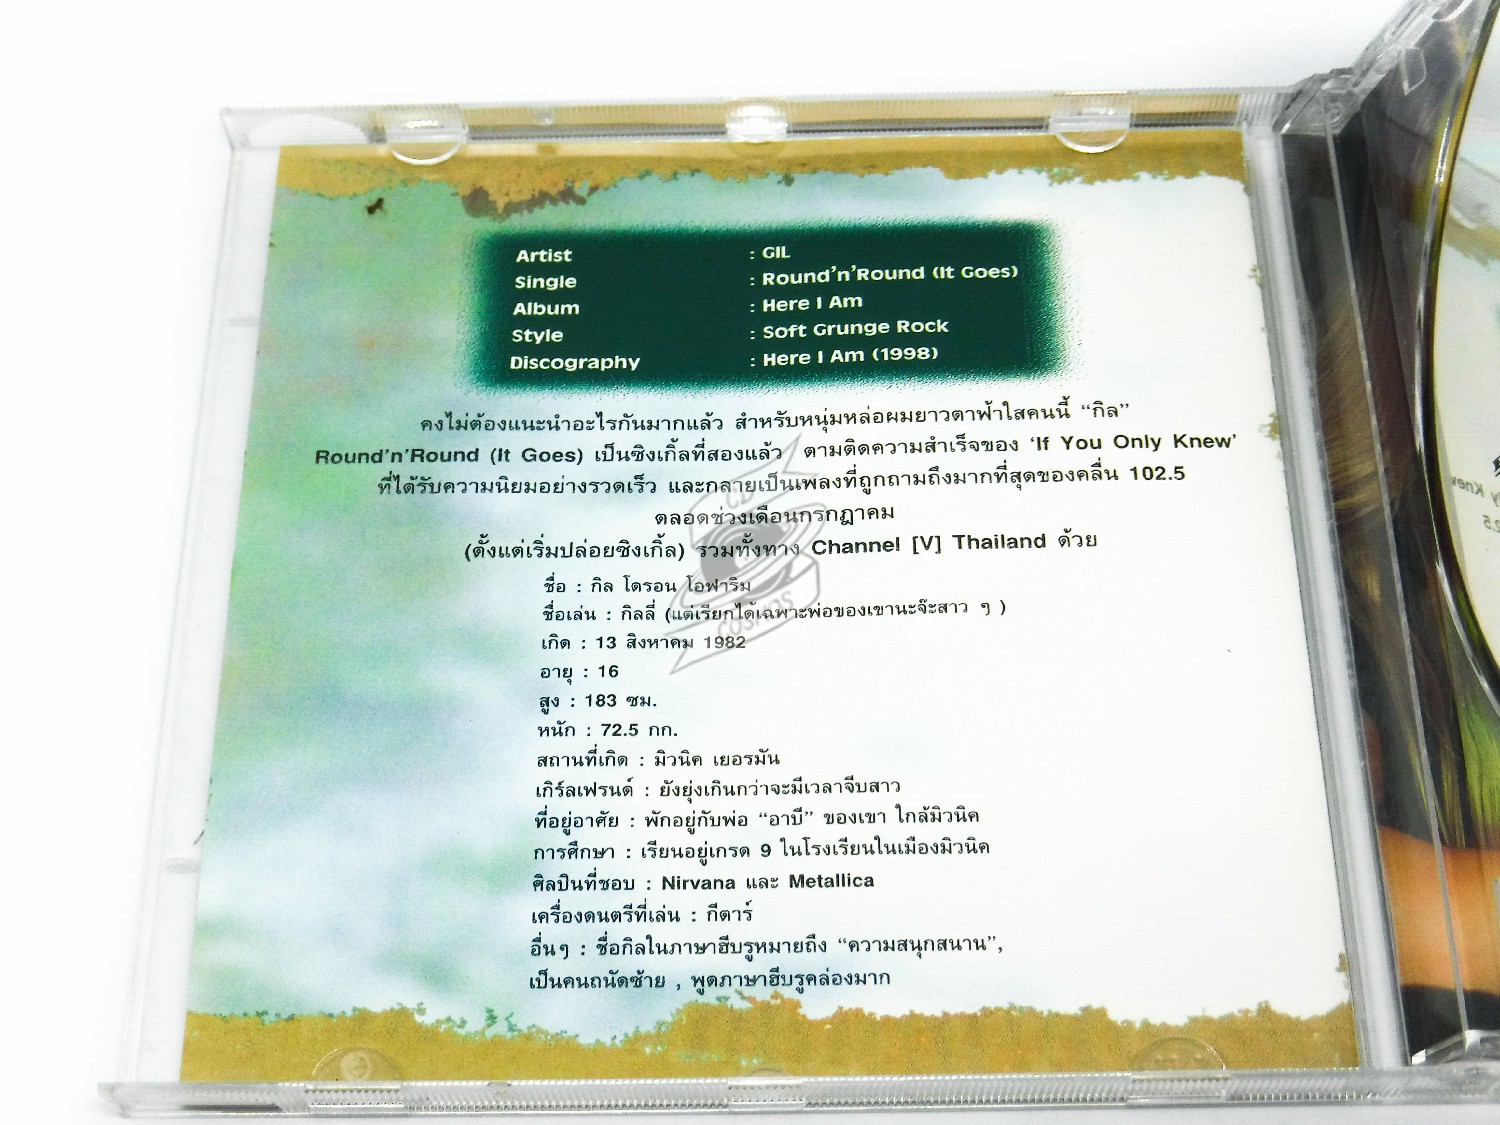 Artist : GIL
Single : Round'n'Round (It Goes)
Album : Here I Am
Style : Soft Grunge Rock
Discography : Here I Am (1998)
คงไม่ต้องแนะนำอะไรกันมากแล้ว สำหรับหนุ่มหล่อผมยาวตาฟ้าใสคนนี้ “กิล”
Round'n'Round (It Goes) เป็นซิงเกิ้ลที่สองแล้ว ตามติดความสำเร็จของ 'If You Only Knew'
ที่ได้รับความนิยมอย่างรวดเร็ว และกลายเป็นเพลงที่ถูกถามถึงมากที่สุดของคลื่น 102.5
ตลอดช่วงเดือนกรกฎาคม
(ตั้งแต่เริ่มปล่อยซิงเกิ้ล) รวมทั้งทาง Channel [V] Thailand ด้วย
ชื่อ : กิล โดรอน โอฟาริม
ชื่อเล่น : กิลลี่ (แต่เรียกได้เฉพาะพ่อของเขานะจ๊ะสาว ๆ )
เกิด : 13 สิงหาคม 1982
อายุ : 16
สูง : 183 ซม.
หนัก : 72.5 กก.
สถานที่เกิด : มิวนิค เยอรมัน
เกิร์ลเฟรนด์ : ยังยุ่งเกินกว่าจะมีเวลาจีบสาว
ที่อยู่อาศัย : พักอยู่กับพ่อ “อาบี” ของเขา ใกล้มิวนิค
การศึกษา : เรียนอยู่เกรด 9 ในโรงเรียนในเมืองมิวนิค
ศิลปินที่ชอบ : Nirvana และ Metallica
เครื่องดนตรีที่เล่น : กีตาร์
อื่นๆ : ชื่อกิลในภาษาฮีบรูหมายถึง “ความสนุกสนาน”,
เป็นคนถนัดซ้าย , พูดภาษาฮีบรูคล่องมาก
CD
COSMOS